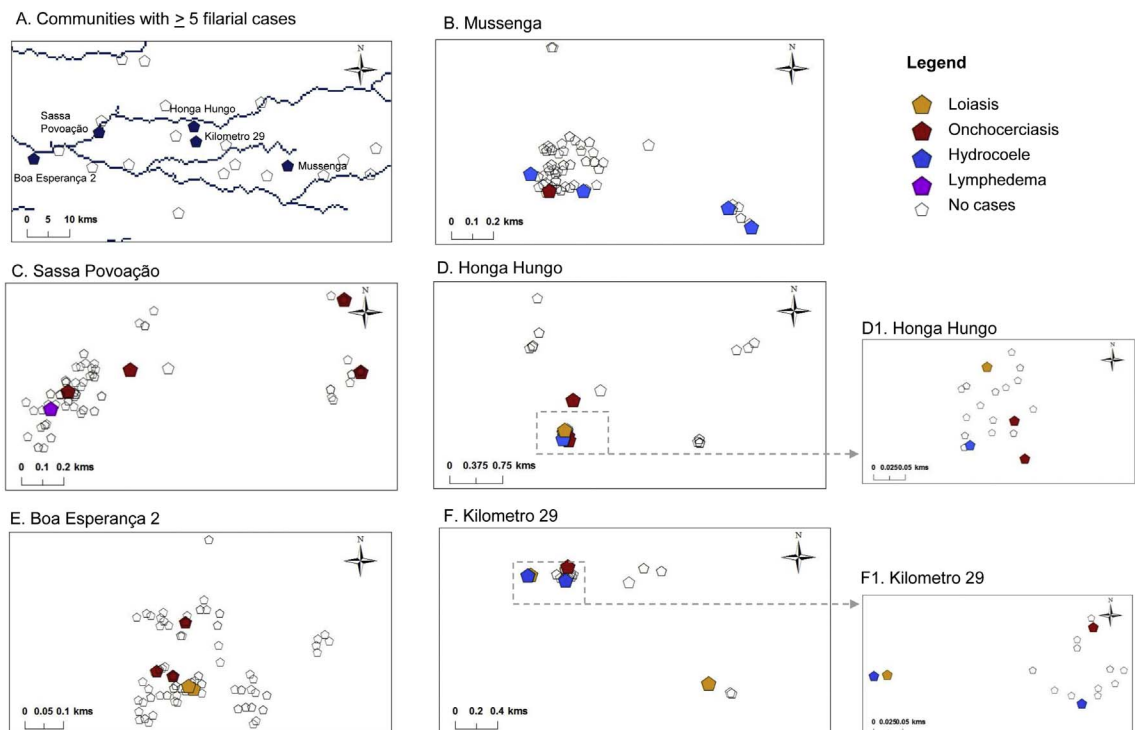 A. Communities with ≥ 5 filarial cases
N
Honga Hungo
Sassa
Povoação
Kilometro 29
Mussenga
Boa Esperança 2
0 5 10 kms
B. Mussenga
N
0 0.1 0.2 kms
Legend
Loiasis
Onchocerciasis
Hydrocoele
Lymphedema
No cases
C. Sassa Povoação
N
0 0.1 0.2 kms
D. Honga Hungo
N
0 0.375 0.75 kms
D1. Honga Hungo
N
0 0.0250.05 kms
E. Boa Esperança 2
N
0 0.05 0.1 kms
F. Kilometro 29
N
0 0.2 0.4 kms
F1. Kilometro 29
N
0 0.0250.05 kms